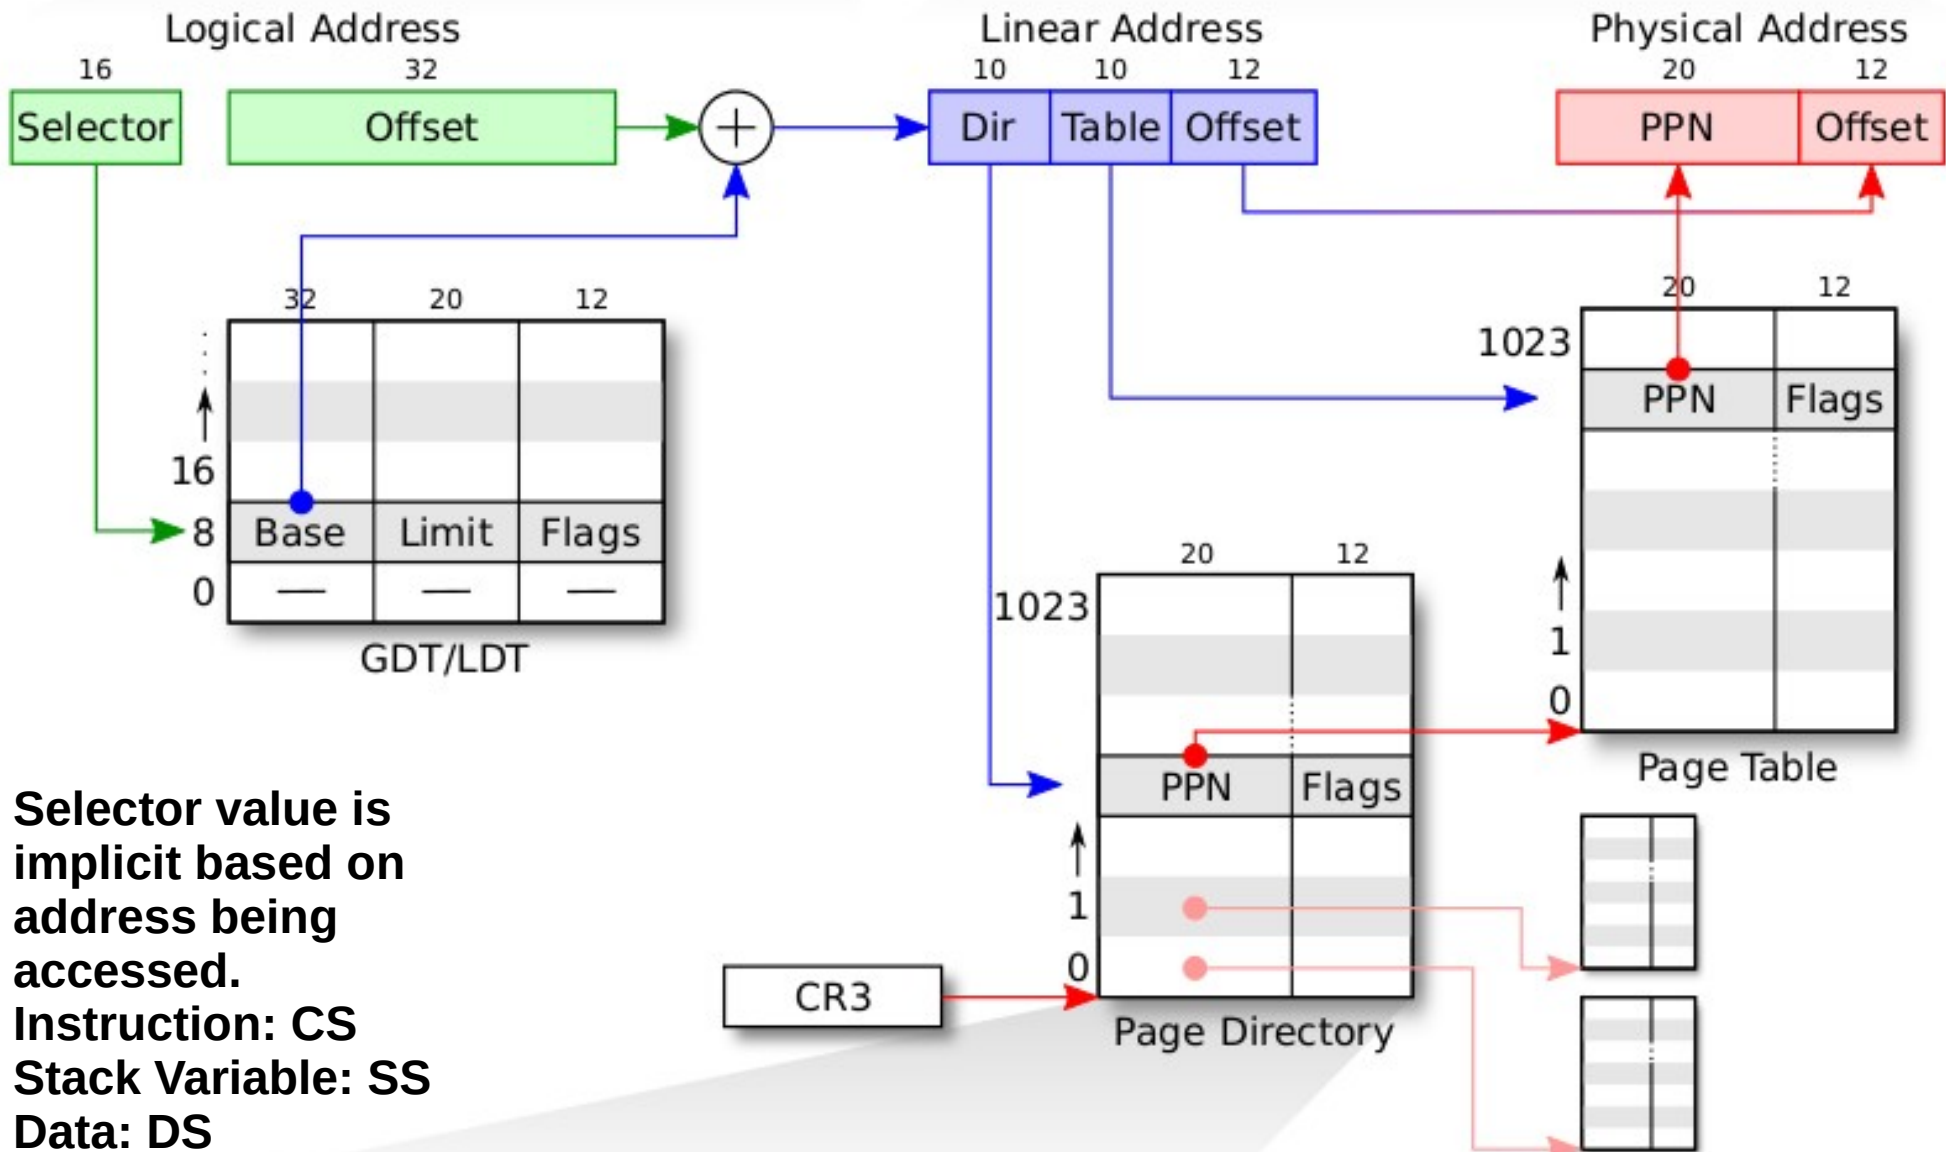 Logical Address
Linear Address
Physical Address
16
32
10
10
12
20
12
Selector
Offset
+
Dir
Table
Offset
PPN
Offset
32
20
12
16
8
Base
Limit
Flags
0
GDT/LDT
20
12
1023
PPN
Flags
1
0
Page Table
20
12
1023
PPN
Flags
1
0
Page Directory
CR3
Selector value is
implicit based on
address being
accessed.
Instruction: CS
Stack Variable: SS
Data: DS